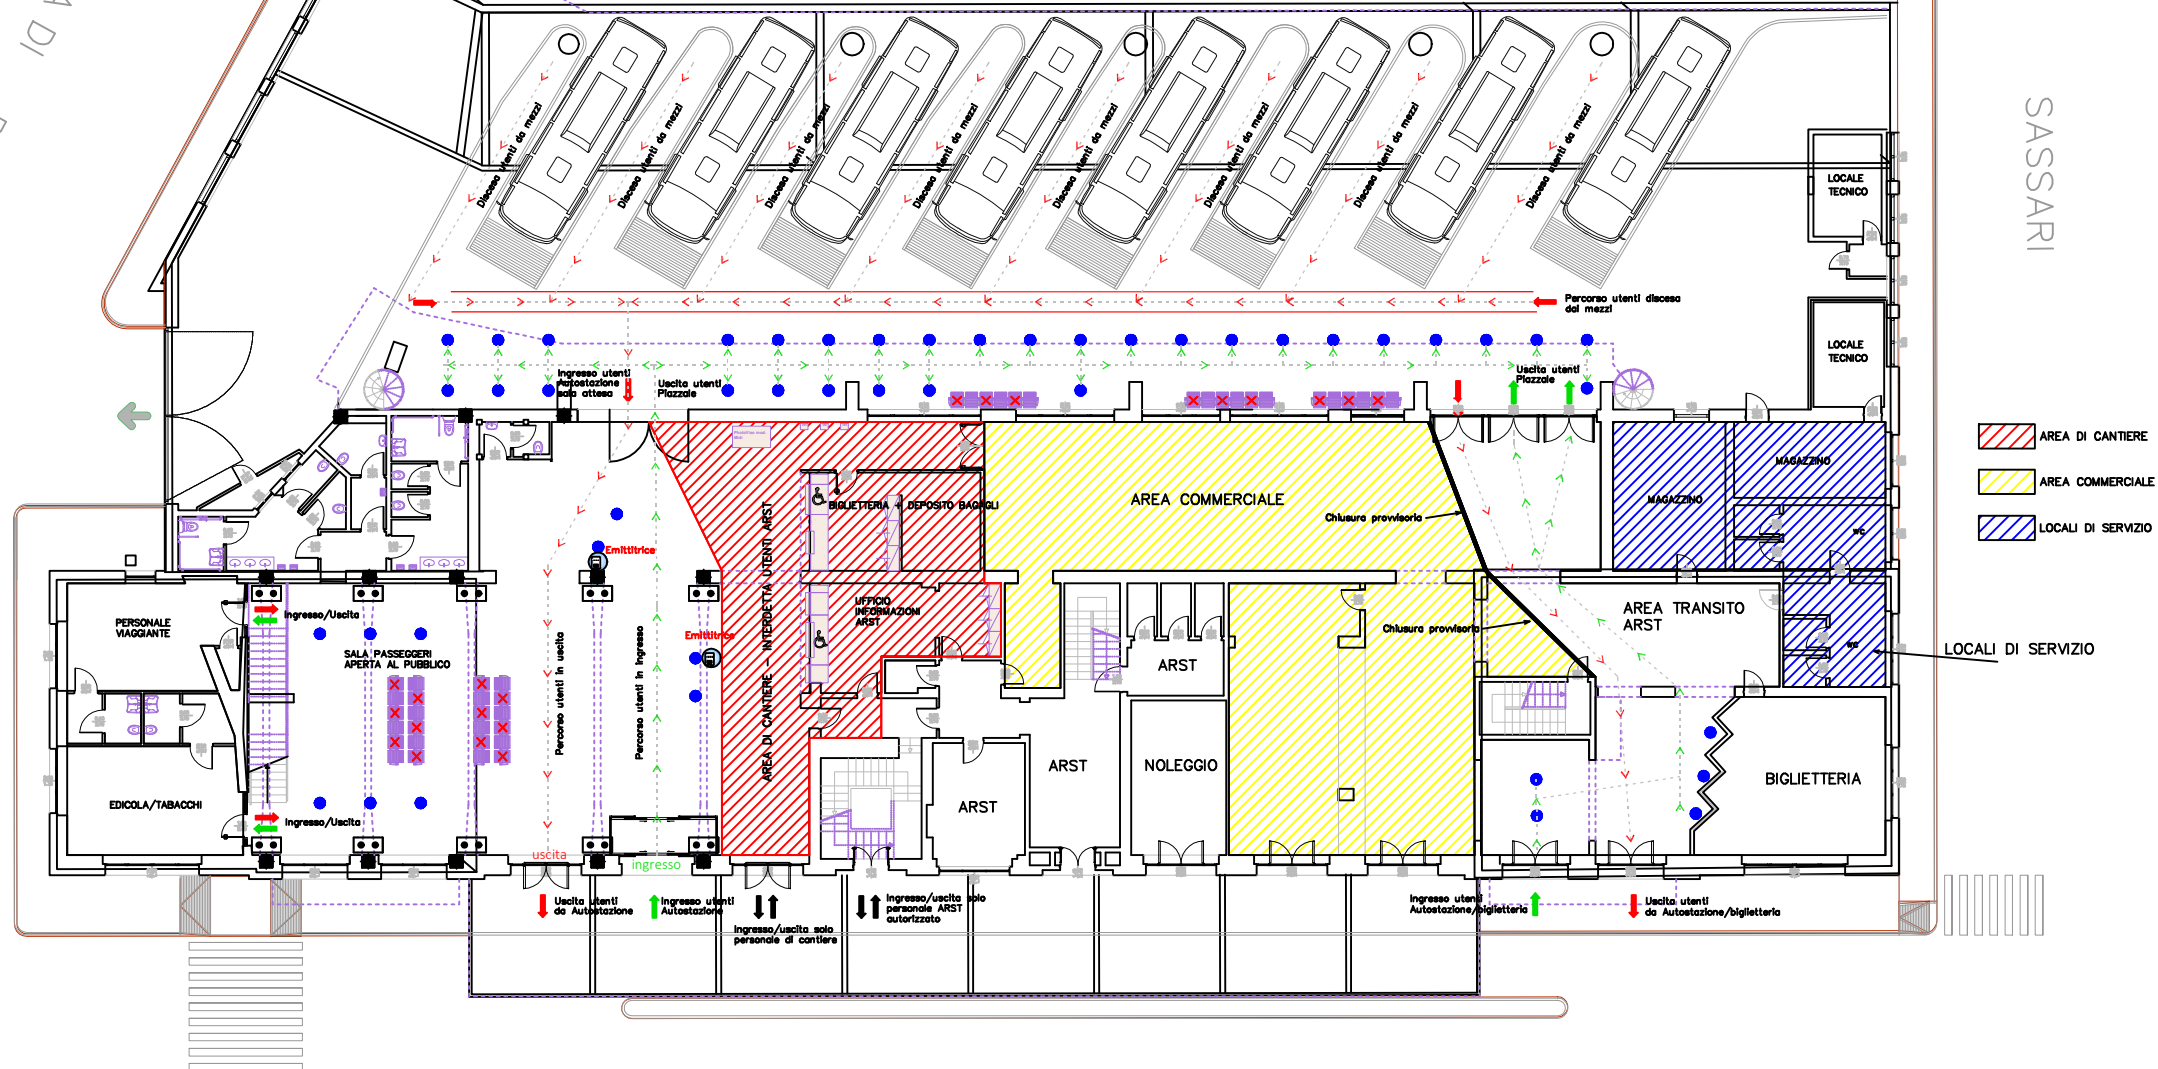 A DI
SASSARI
Discesa utenti da mezzi
Discesa utenti da mezzi
Discesa utenti da mezzi
Discesa utenti da mezzi
Discesa utenti da mezzi
Discesa utenti da mezzi
Discesa utenti da mezzi
Discesa utenti da mezzi
LOCALE
TECNICO
LOCALE
TECNICO
Percorso utenti discesa
dai mezzi
Ingresso utenti
Autostazione
sala attesa
Uscita utenti
Piazzale
Uscita utenti
Piazzale
AREA DI CANTIERE
AREA COMMERCIALE
LOCALI DI SERVIZIO
MAGAZZINO
MAGAZZINO
WC
WC
AREA COMMERCIALE
Chiusura provvisoria
Chiusura provvisoria
BIGLIETTERIA + DEPOSITO BAGAGLI
UFFICIO
INFORMAZIONI
ARST
AREA DI CANTIERE - INTERDETTA UTENTI ARST
Emittitrice
Emittitrice
Percorso utenti in uscita
Percorso utenti in ingresso
PERSONALE
VIAGGIANTE
Ingresso/Uscita
SALA PASSEGGERI
APERTA AL PUBBLICO
EDICOLA/TABACCHI
Ingresso/Uscita
ARST
ARST
ARST
NOLEGGIO
AREA TRANSITO
ARST
LOCALI DI SERVIZIO
BIGLIETTERIA
uscita
ingresso
Uscita utenti
da Autostazione
Ingresso utenti
Autostazione
Ingresso/uscita solo
personale di cantiere
Ingresso/uscita solo
personale ARST
autorizzato
Ingresso utenti
Autostazione/biglietteria
Uscita utenti
da Autostazione/biglietteria